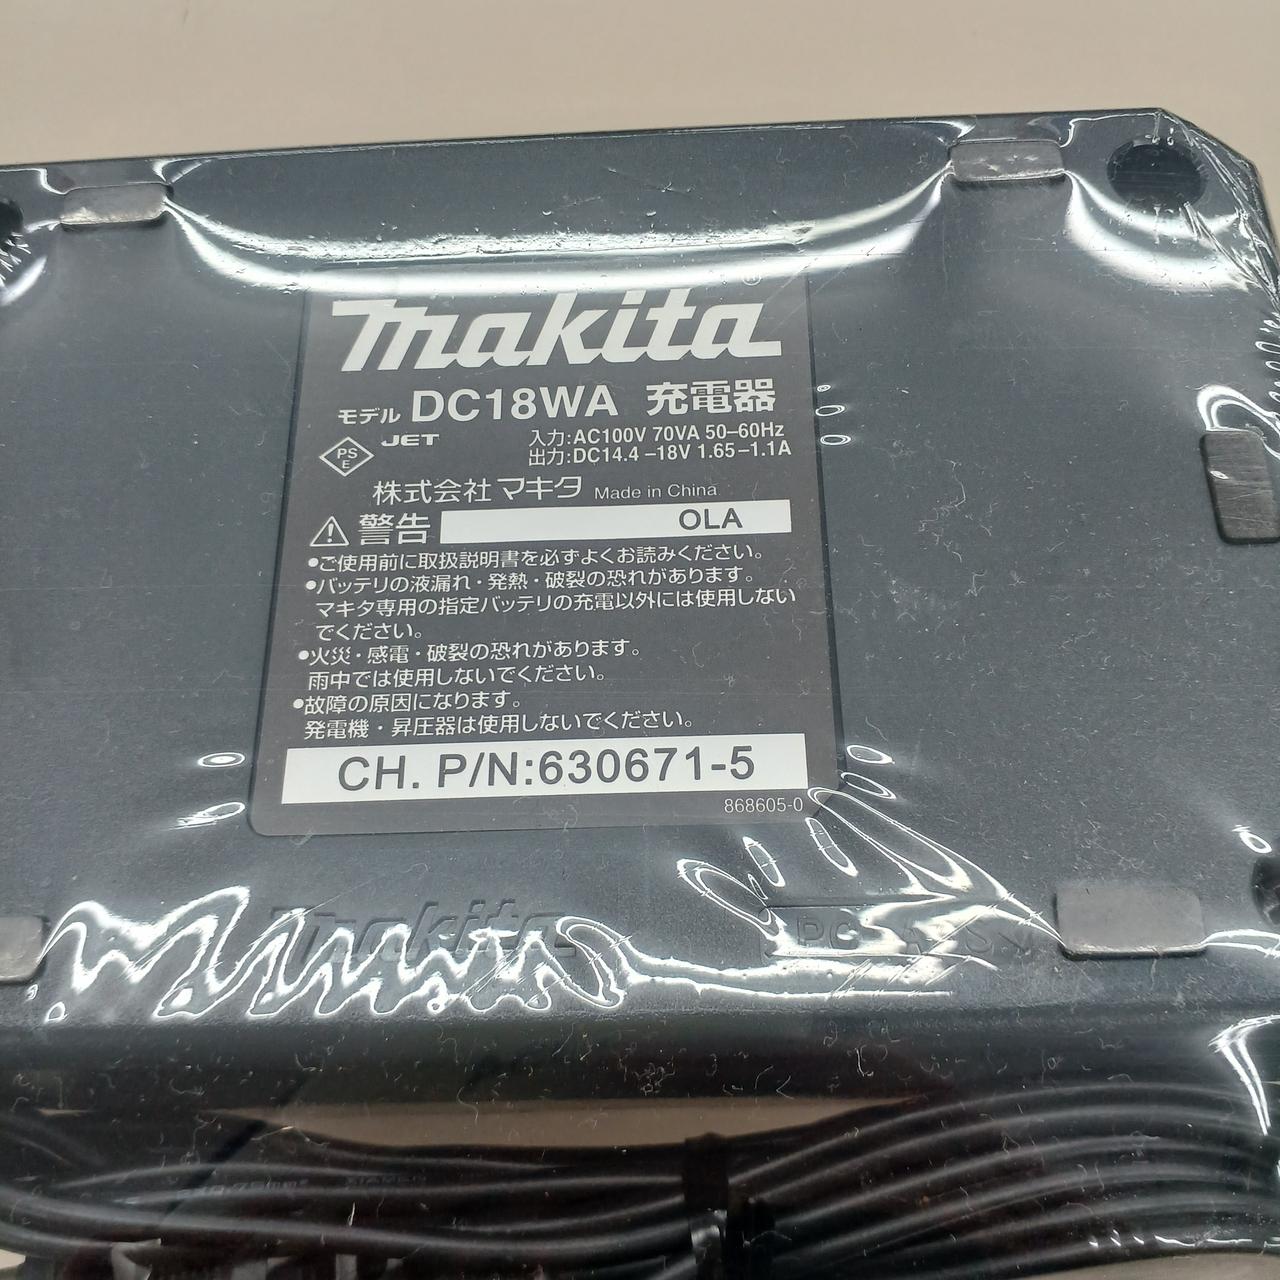 makita
モデル DC18WA 充電器
PS E JET 入力:AC100V 70VA 50–60Hz
出力:DC14.4–18V 1.65–1.1A
株式会社マキタ Made in China
警告 OLA
●ご使用前に取扱説明書を必ずよくお読みください。
●バッテリの液漏れ・発熱・破裂の恐れがあります。
マキタ専用の指定バッテリの充電以外には使用しない
でください。
●火災・感電・破裂の恐れがあります。
雨中では使用しないでください。
●故障の原因になります。
発電機・昇圧器は使用しないでください。
CH. P/N:630671-5
868605-0
makita